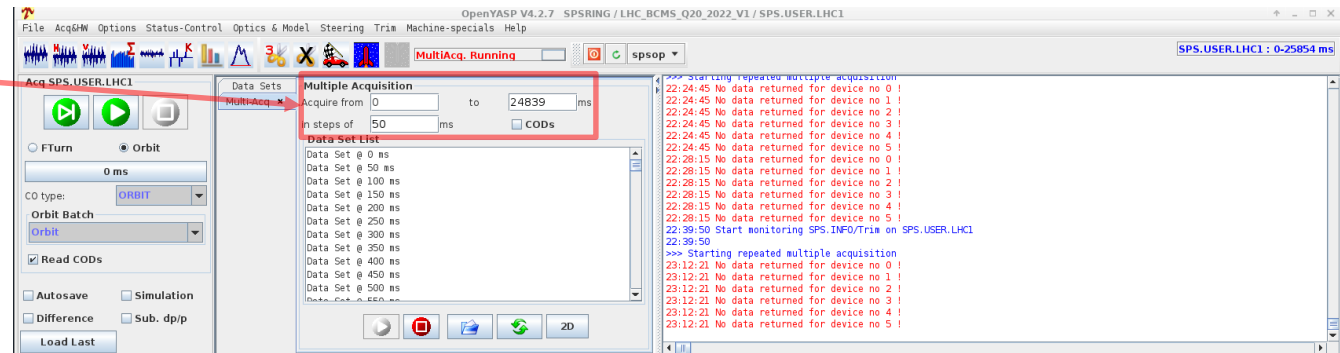 OpenYASP V4.2.7 SPSRING / LHC_BCMS_Q20_2022_V1 / SPS.USER.LHC1
File Acq&HW Options Status-Control Optics & Model Steering Trim Machine-specials Help
MultiAcq. Running
spsop
SPS.USER.LHC1 : 0-25854 ms
Acq SPS.USER.LHC1
FTurn Orbit
0 ms
CO type: ORBIT
Orbit Batch
Orbit
Read CODs
Autosave Simulation
Difference Sub. dp/p
Load Last
Data Sets
Multi-Acq
Multiple Acquisition
Acquire from 0 to 24839 ms
in steps of 50 ms CODs
Data Set List
Data Set @ 0 ms
Data Set @ 50 ms
Data Set @ 100 ms
Data Set @ 150 ms
Data Set @ 200 ms
Data Set @ 250 ms
Data Set @ 300 ms
Data Set @ 350 ms
Data Set @ 400 ms
Data Set @ 450 ms
Data Set @ 500 ms
Data Set @ 550 ms
2D
>>> Starting repeated multiple acquisition
22:24:45 No data returned for device no 0 !
22:24:45 No data returned for device no 1 !
22:24:45 No data returned for device no 2 !
22:24:45 No data returned for device no 3 !
22:24:45 No data returned for device no 4 !
22:24:45 No data returned for device no 5 !
22:28:15 No data returned for device no 0 !
22:28:15 No data returned for device no 1 !
22:28:15 No data returned for device no 2 !
22:28:15 No data returned for device no 3 !
22:28:15 No data returned for device no 4 !
22:28:15 No data returned for device no 5 !
22:39:50 Start monitoring SPS.INFO/Trim on SPS.USER.LHC1
22:39:50
>>> Starting repeated multiple acquisition
23:12:21 No data returned for device no 0 !
23:12:21 No data returned for device no 1 !
23:12:21 No data returned for device no 2 !
23:12:21 No data returned for device no 3 !
23:12:21 No data returned for device no 4 !
23:12:21 No data returned for device no 5 !